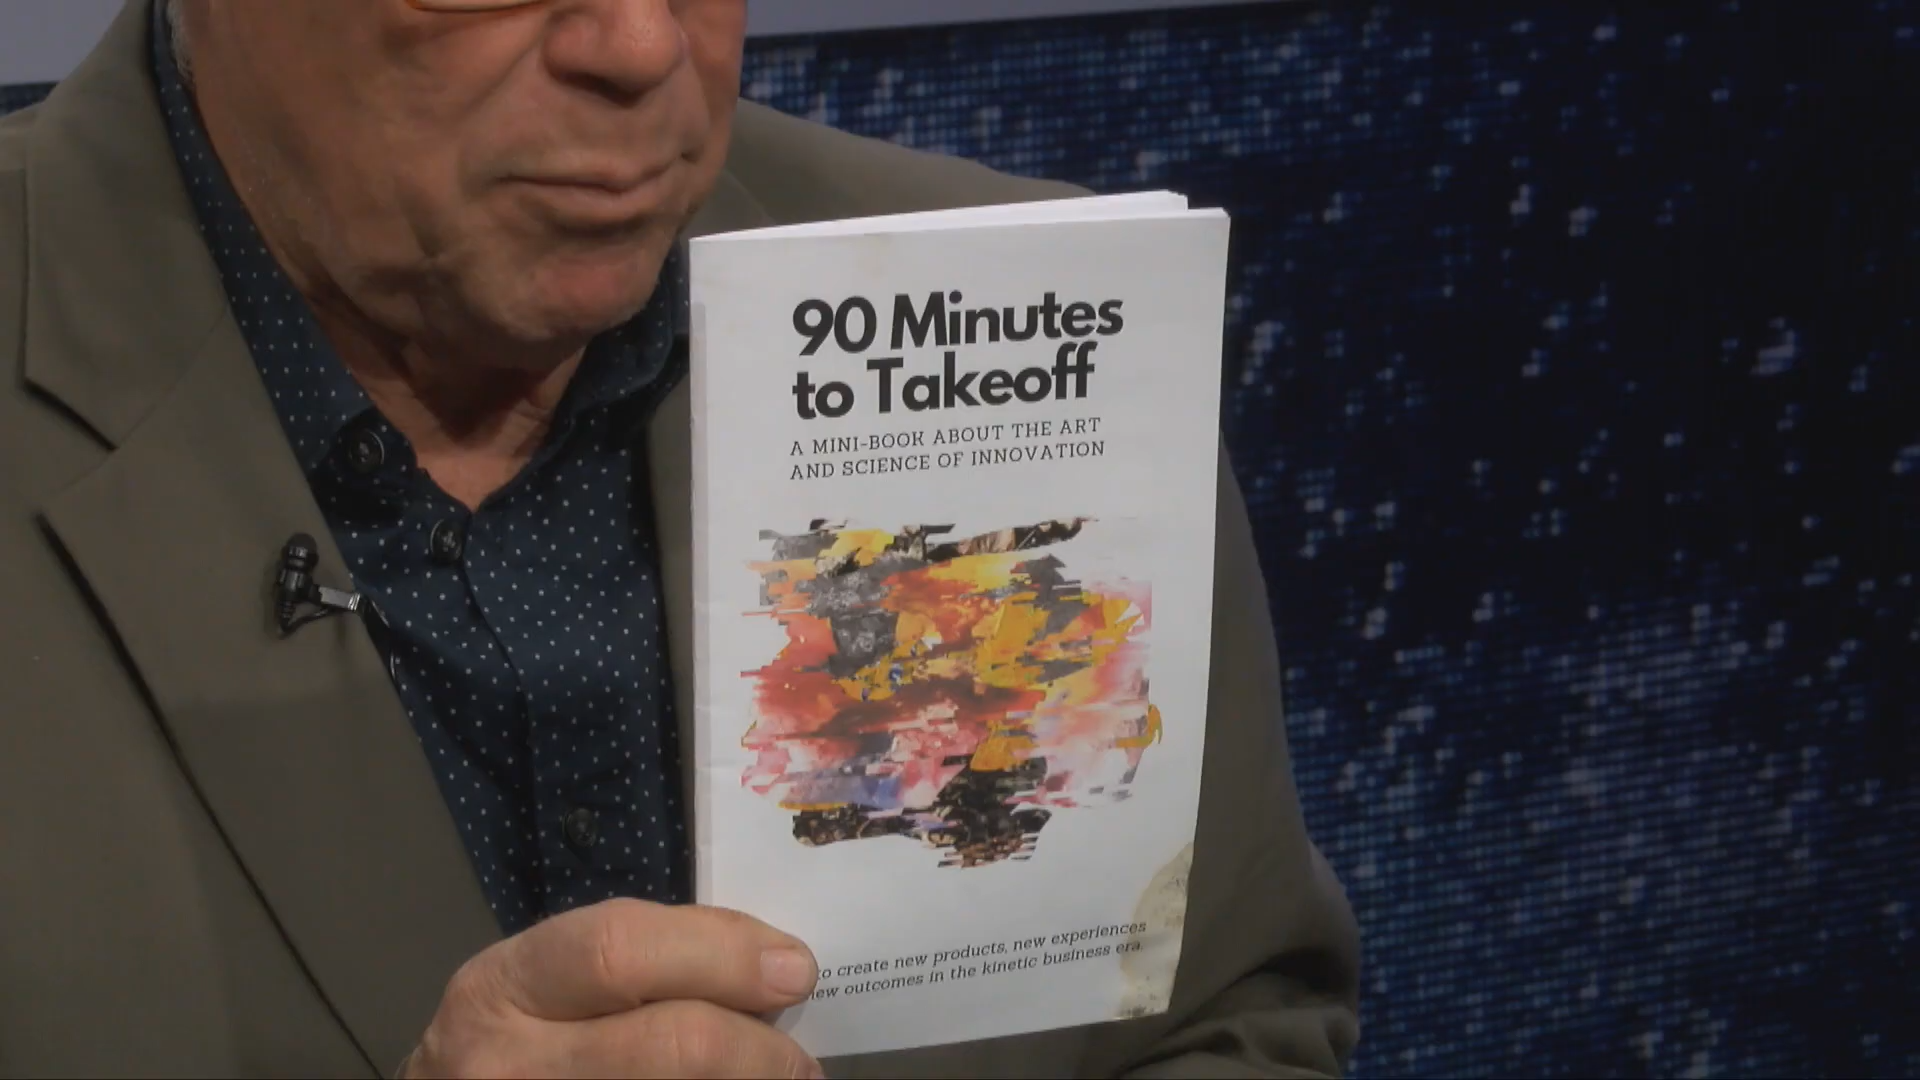 90 Minutes
to Takeoff
A MINI-BOOK ABOUT THE ART
AND SCIENCE OF INNOVATION
to create new products, new experiences
new outcomes in the kinetic business era.